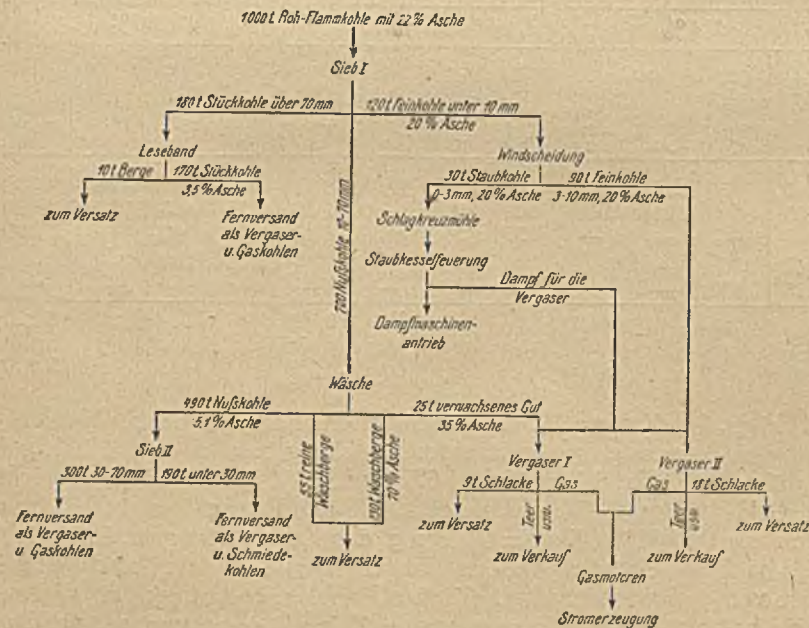 1000 t Roh-Flammkohle mit 22% Asche
Sieb I
180 t Stückkohle über 70 mm
120 t Feinkohle unter 10 mm
20 % Asche
Leseband
10 t Berge
170 t Stückkohle
3,5 % Asche
zum Versatz
Fernversand
als Vergaser-
u. Gaskohlen
Windscheidung
30 t Staubkohle
0-3 mm, 20 % Asche
90 t Feinkohle
3-10 mm, 20 % Asche
Schlagkreuzmühle
Staubkesselfeuerung
Dampf für die
Vergaser
Dampfmaschinen-
antrieb
700 Nußkohle 10-70 mm
Wäsche
490 t Nußkohle
5,1 % Asche
25 t verwachsenes Gut
35 % Asche
Sieb II
300 t 30-70 mm
190 t unter 30 mm
Fernversand
als Vergaser-
u. Gaskohlen
Fernversand
als Vergaser-
u. Schmiede-
kohlen
55 t reine
Waschberge
Waschberge
70 % Asche
zum Versatz
Vergaser I
9 t Schlacke
Gas
zum Versatz
Teer
usw.
zum Verkauf
Vergaser II
Gas
18 t Schlacke
Teer
usw.
zum Verkauf
zum Versatz
Gasmotoren
Stromerzeugung